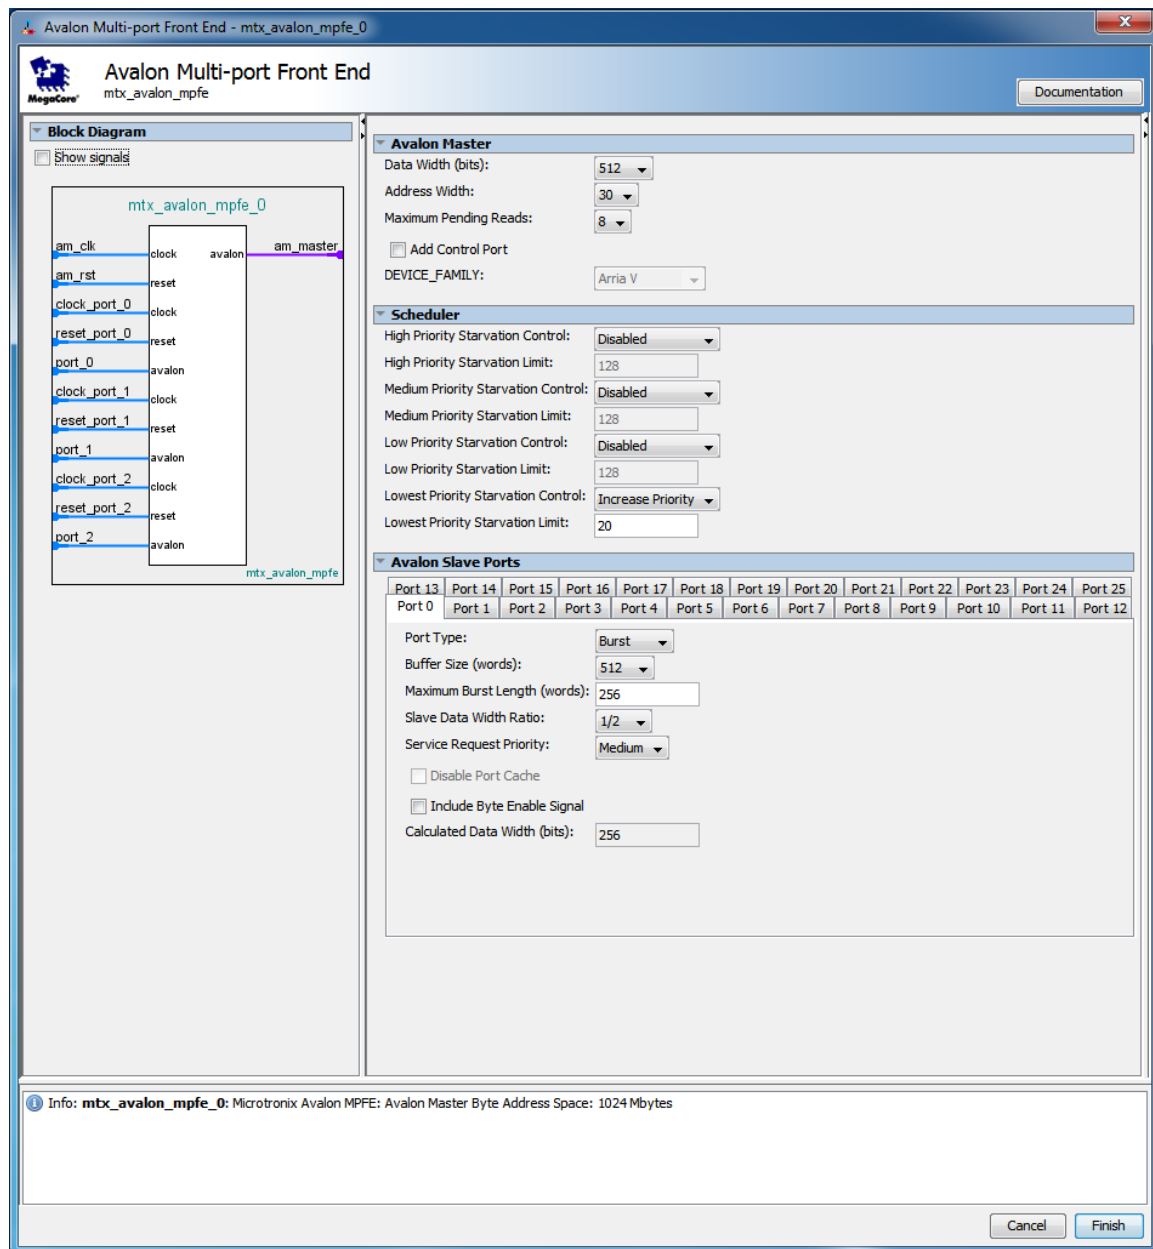 Avalon Multi-port Front End - mtx_avalon_mpfe_0
MegaCore®
Avalon Multi-port Front End
mtx_avalon_mpfe
Documentation
Block Diagram
Show signals
mtx_avalon_mpfe_0
am_clk clock avalon am_master
am_rst reset
clock_port_0 clock
reset_port_0 reset
port_0 avalon
clock_port_1 clock
reset_port_1 reset
port_1 avalon
clock_port_2 clock
reset_port_2 reset
port_2 avalon
mtx_avalon_mpfe
Avalon Master
Data Width (bits): 512
Address Width: 30
Maximum Pending Reads: 8
Add Control Port
DEVICE_FAMILY: Arria V
Scheduler
High Priority Starvation Control: Disabled
High Priority Starvation Limit: 128
Medium Priority Starvation Control: Disabled
Medium Priority Starvation Limit: 128
Low Priority Starvation Control: Disabled
Low Priority Starvation Limit: 128
Lowest Priority Starvation Control: Increase Priority
Lowest Priority Starvation Limit: 20
Avalon Slave Ports
Port 13 Port 14 Port 15 Port 16 Port 17 Port 18 Port 19 Port 20 Port 21 Port 22 Port 23 Port 24 Port 25
Port 0 Port 1 Port 2 Port 3 Port 4 Port 5 Port 6 Port 7 Port 8 Port 9 Port 10 Port 11 Port 12
Port Type: Burst
Buffer Size (words): 512
Maximum Burst Length (words): 256
Slave Data Width Ratio: 1/2
Service Request Priority: Medium
Disable Port Cache
Include Byte Enable Signal
Calculated Data Width (bits): 256
Info: mtx_avalon_mpfe_0: Microtronix Avalon MPFE: Avalon Master Byte Address Space: 1024 Mbytes
Cancel Finish